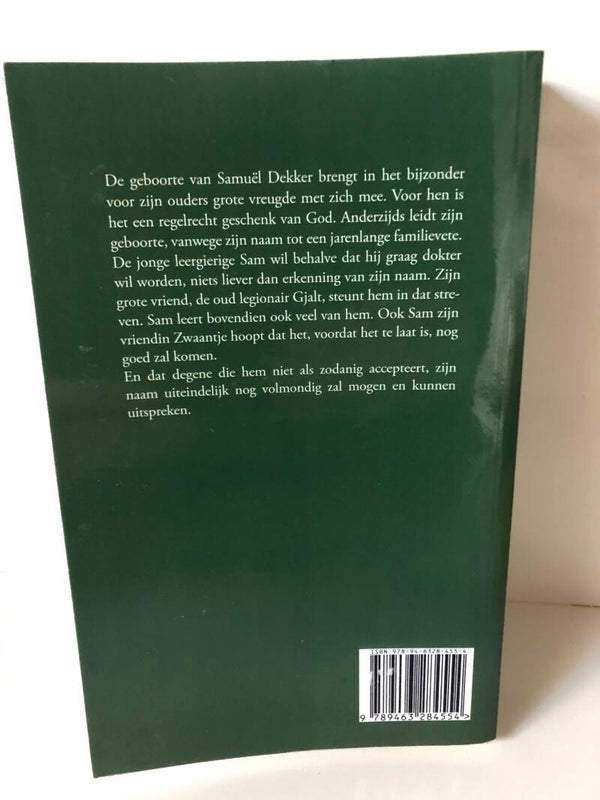 De geboorte van Samuël Dekker brengt in het bijzonder
voor zijn ouders grote vreugde met zich mee. Voor hen is
het een regelrecht geschenk van God. Anderzijds leidt zijn
geboorte, vanwege zijn naam tot een jarenlange familievete.
De jonge leergierige Sam wil behalve dat hij graag dokter
wil worden, niets liever dan erkenning van zijn naam. Zijn
grote vriend, de oud legionair Gjalt, steunt hem in dat stre-
ven. Sam leert bovendien ook veel van hem. Ook Sam zijn
vriendin Zwaantje hoopt dat het, voordat het te laat is, nog
goed zal komen.
En dat degene die hem niet als zodanig accepteert, zijn
naam uiteindelijk nog volmondig zal mogen en kunnen
uitspreken.
ISBN 978-94-6328-455-4
9 789463 284554>